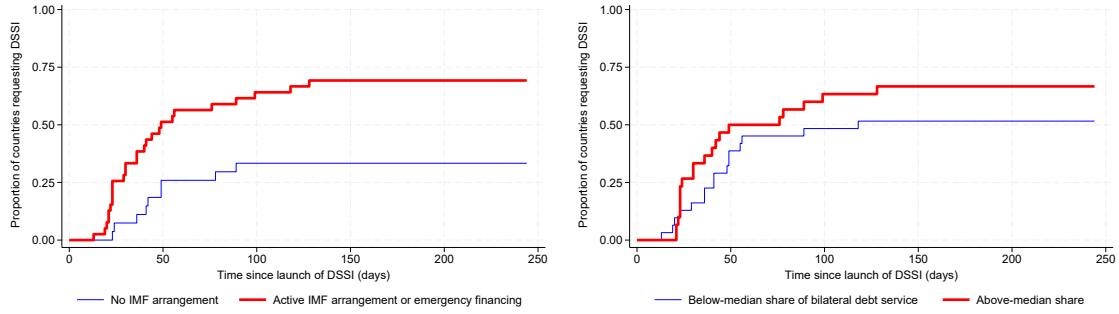 Proportion of countries requesting DSSI
1.00
0.75
0.50
0.25
0.00
0
50
100
150
200
250
Time since launch of DSSI (days)
No IMF arrangement
Active IMF arrangement or emergency financing
Proportion of countries requesting DSSI
1.00
0.75
0.50
0.25
0.00
0
50
100
150
200
250
Time since launch of DSSI (days)
Below-median share of bilateral debt service
Above-median share